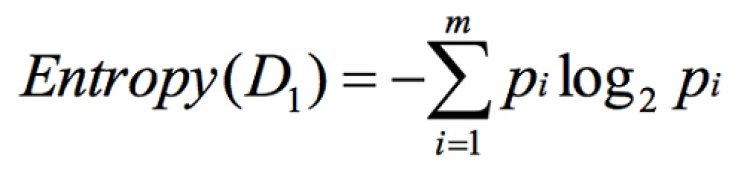 Entropy(D₁) = −∑ᵢ₌₁ᵐ pᵢ log₂ pᵢ